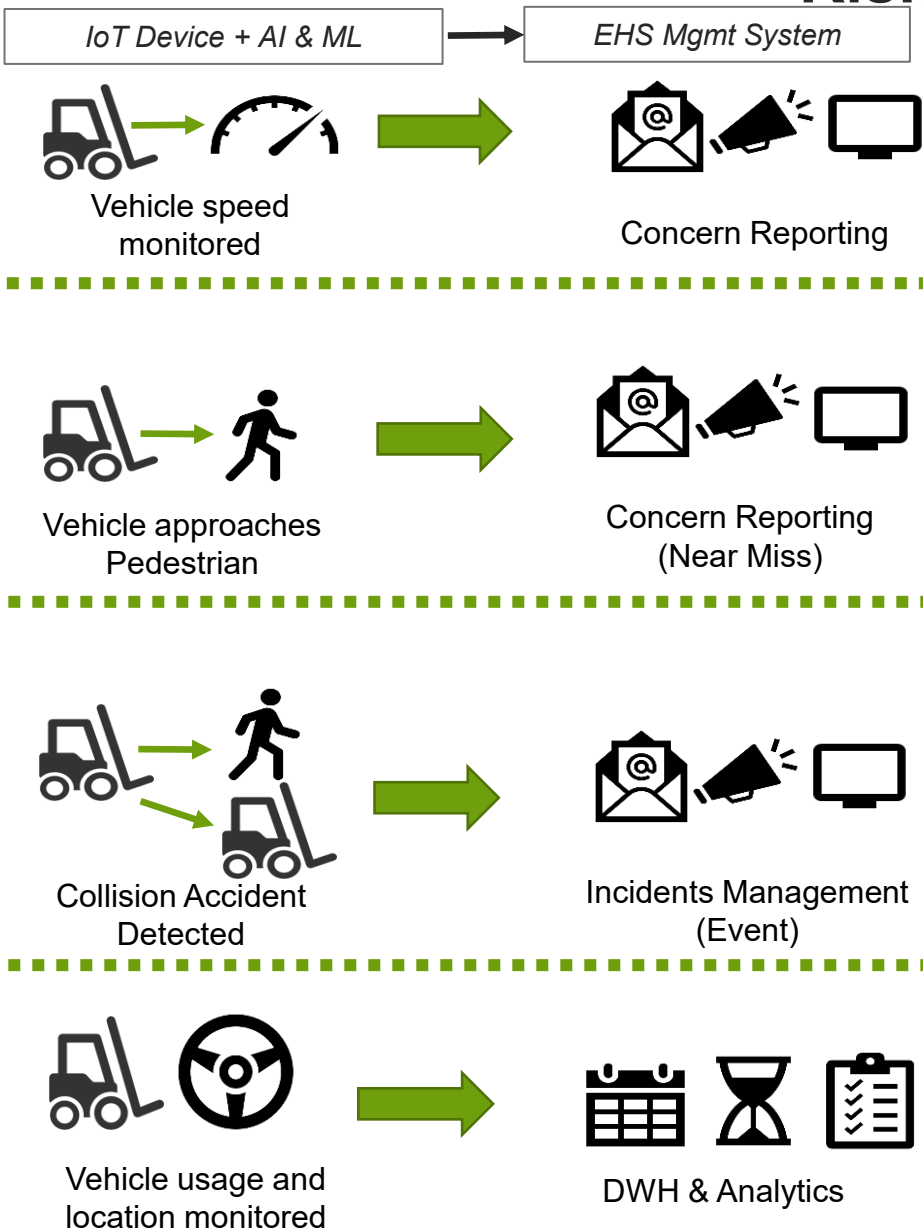 IoT Device + AI & ML
EHS Mgmt System
@
Vehicle speed
monitored
Concern Reporting
@
Vehicle approaches
Pedestrian
Concern Reporting
(Near Miss)
@
Collision Accident
Detected
Incidents Management
(Event)
Vehicle usage and
location monitored
DWH & Analytics